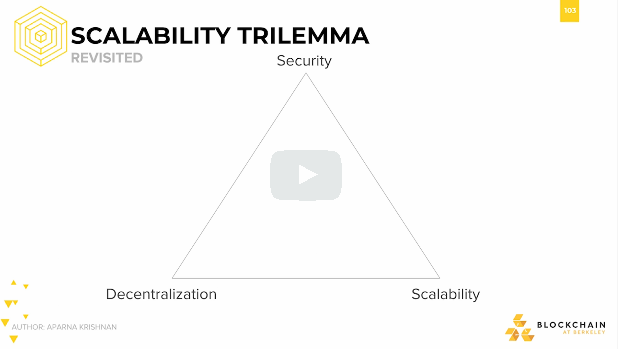 103
SCALABILITY TRILEMMA
REVISITED
Security
Decentralization
Scalability
AUTHOR: APARNA KRISHNAN
BLOCKCHAIN
AT BERKELEY